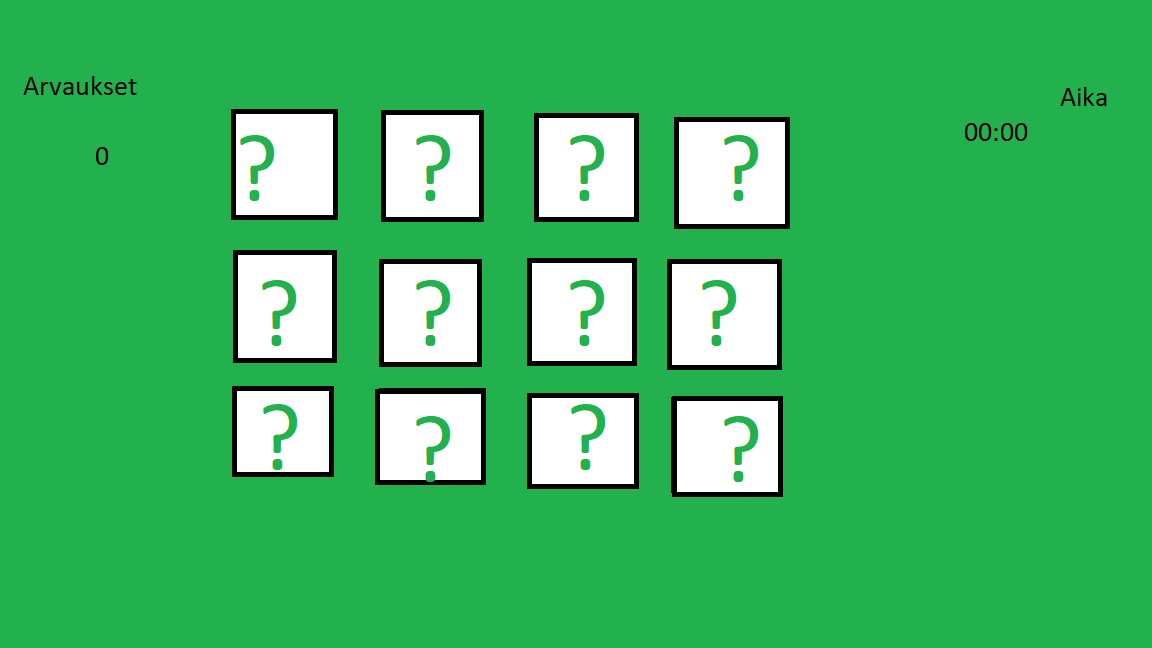 Arvaukset
0
Aika
00:00
? ? ? ?
? ? ? ?
? ? ? ?